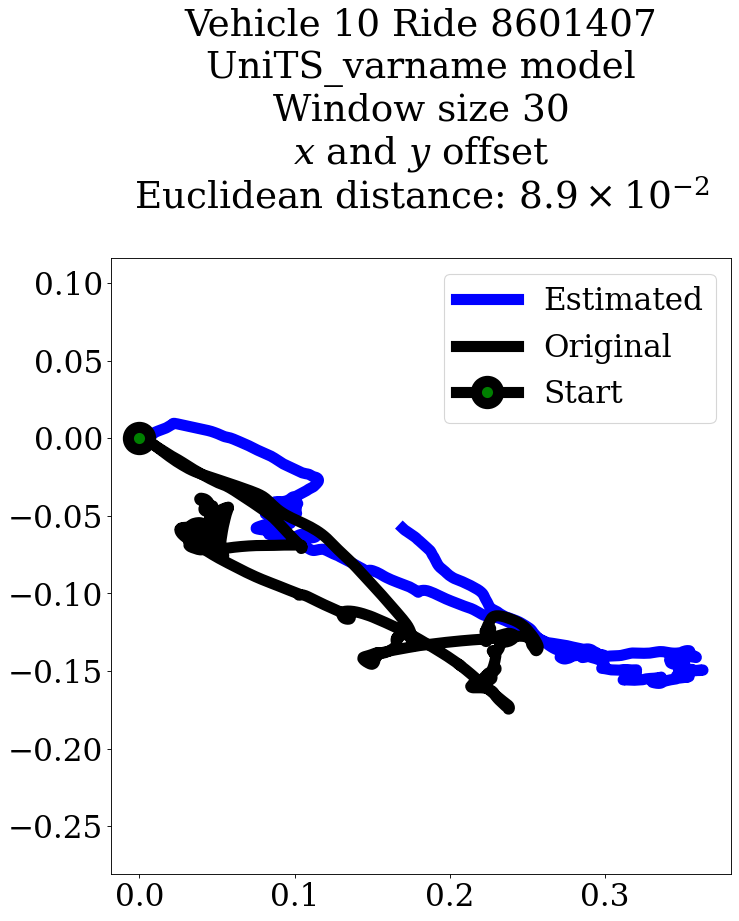 Vehicle 10 Ride 8601407
UniTS_varname model
Window size 30
x and y offset
Euclidean distance: 8.9 × 10⁻²
Estimated
Original
Start
0.10
0.05
0.00
−0.05
−0.10
−0.15
−0.20
−0.25
0.0 0.1 0.2 0.3